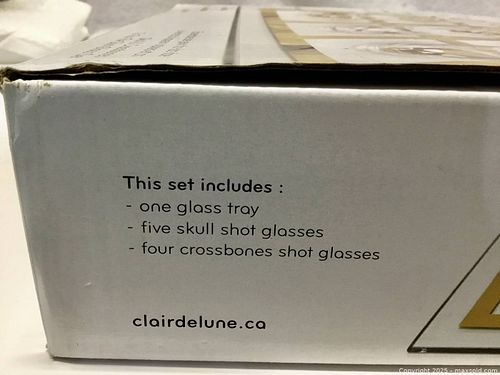 This set includes :
- one glass tray
- five skull shot glasses
- four crossbones shot glasses
clairdelune.ca
Copyright 2025 - maxsold.com